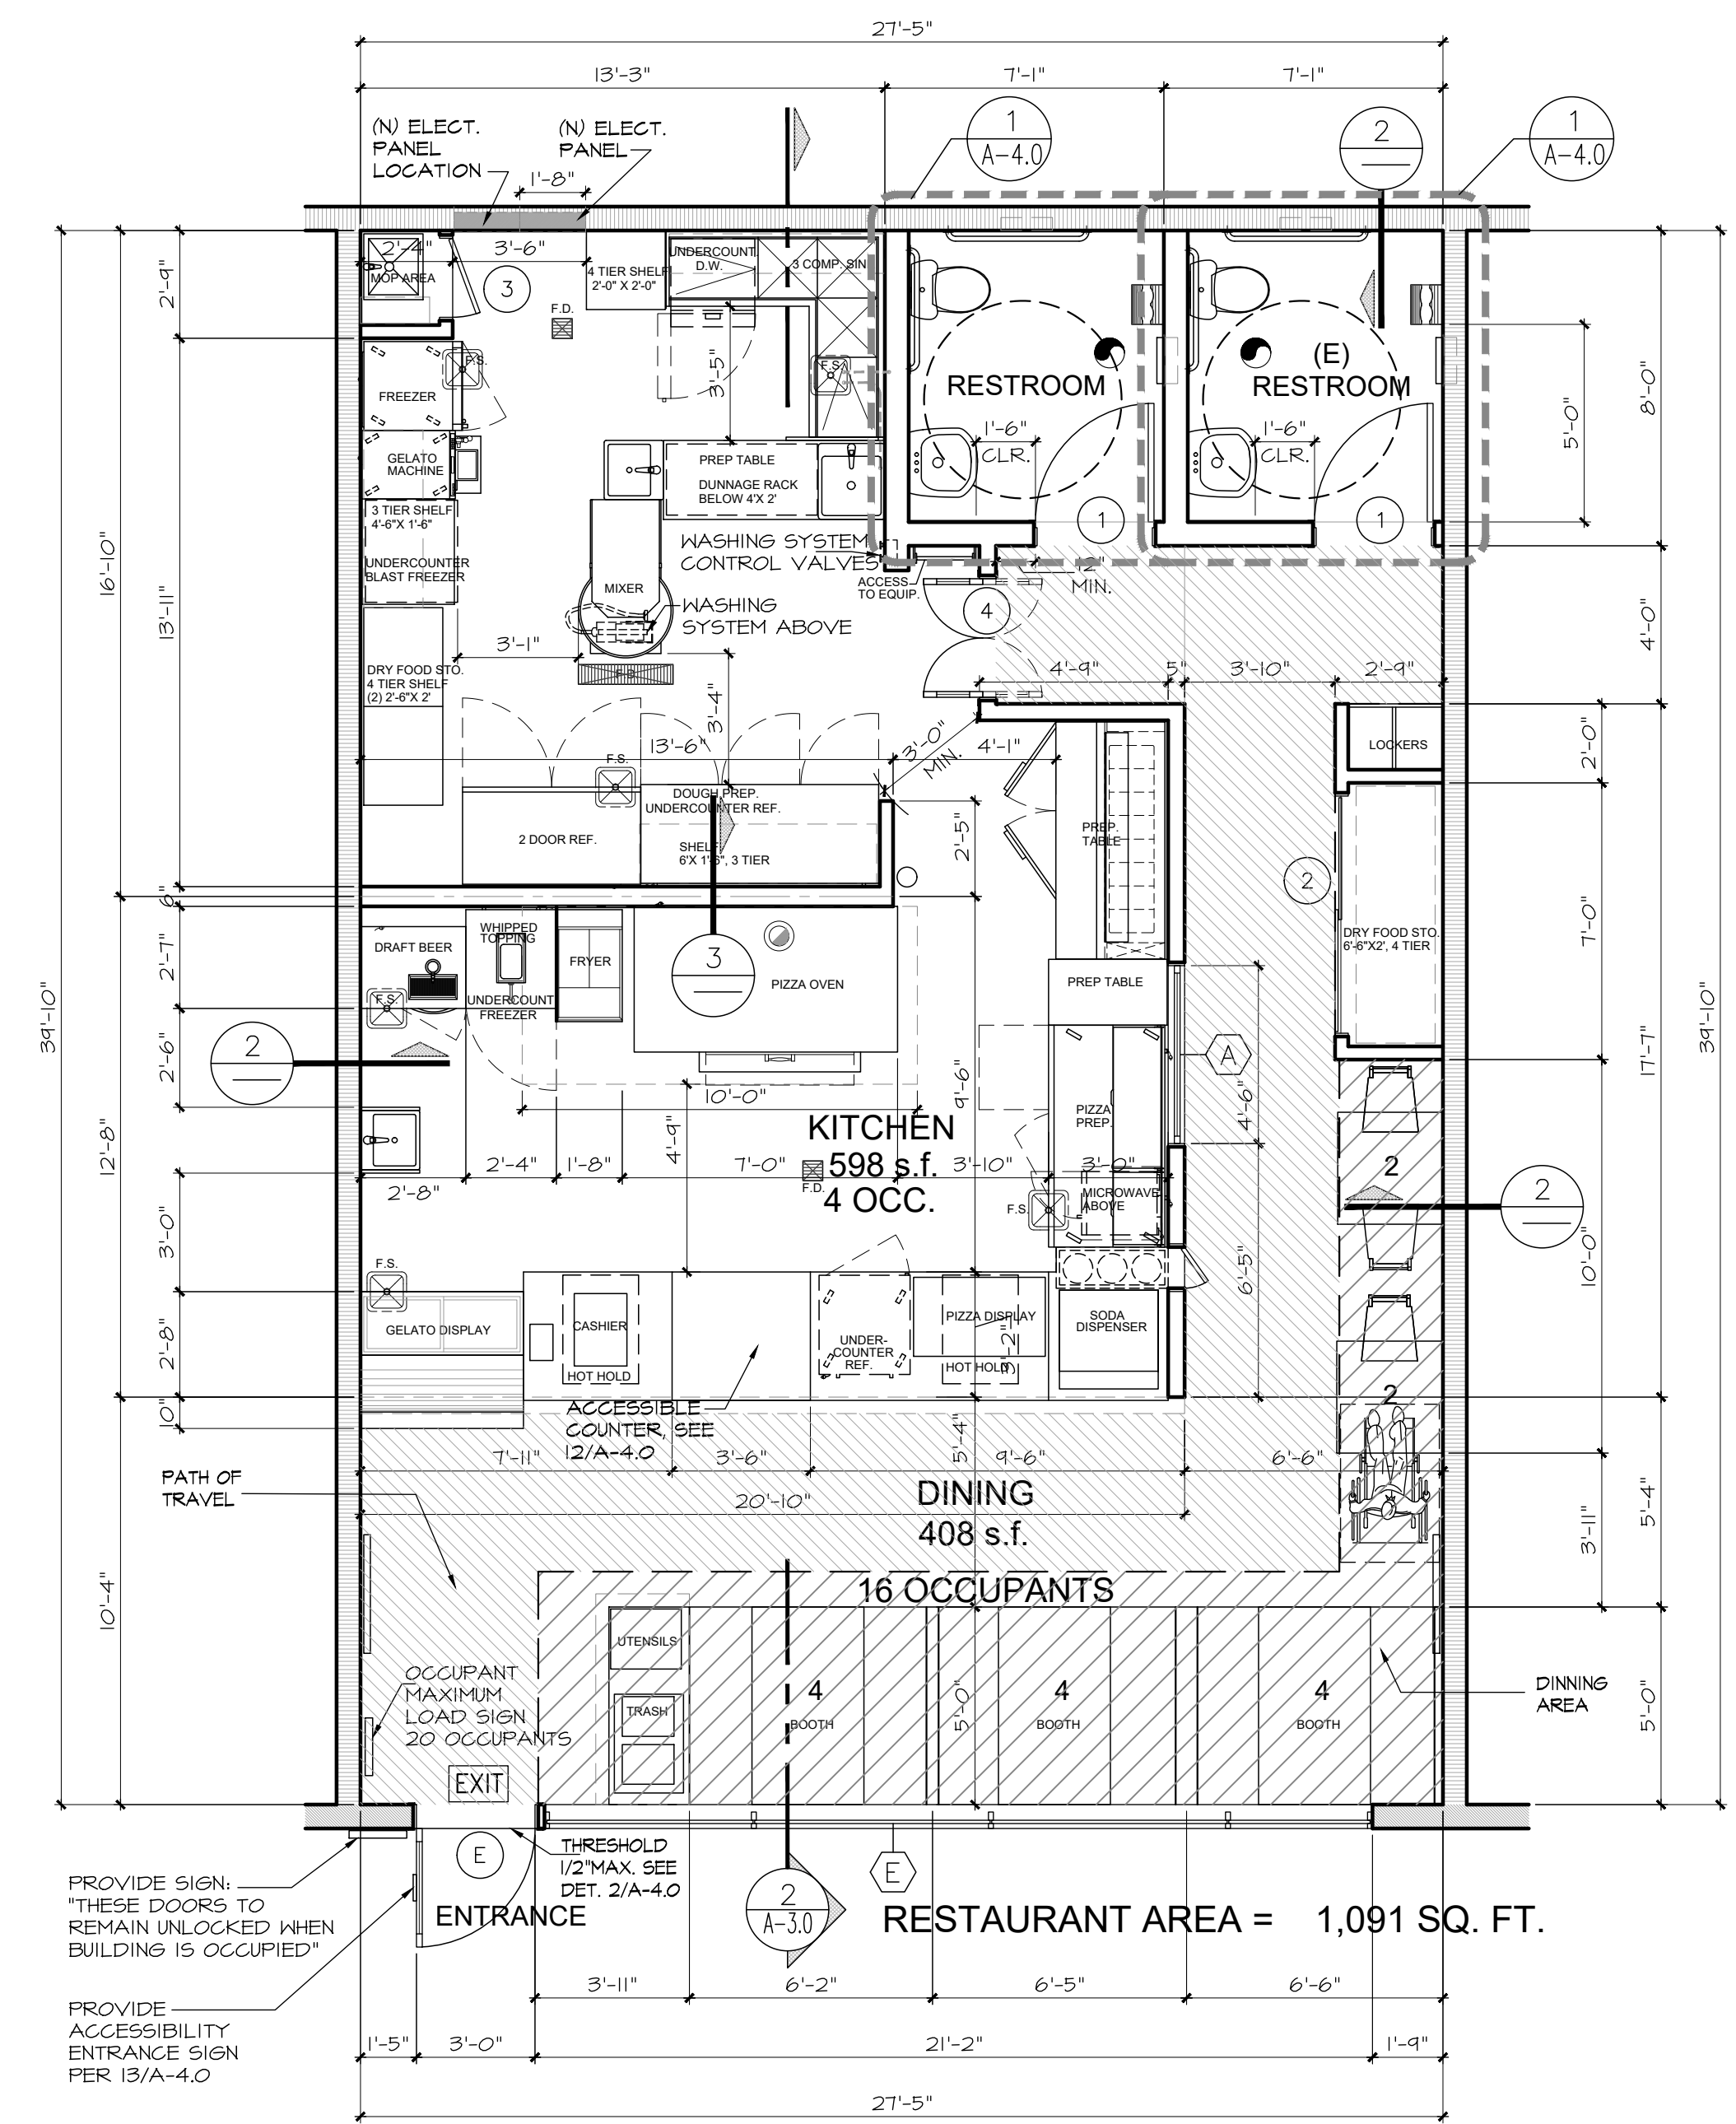 27'-5"
13'-3"
7'-1"
7'-1"
(N) ELECT.
PANEL
LOCATION
(N) ELECT.
PANEL
1'-8"
1
A-4.0
2
1
A-4.0
2'-4"
3'-6"
MOP AREA
3
4 TIER SHELF
2'-0" X 2'-0"
UNDERCOUNT.
D.W.
3 COMP. SIN
F.D.
F.S.
3'-5"
F.S.
FREEZER
GELATO
MACHINE
3 TIER SHELF
4'-6"X 1'-6"
UNDERCOUNTER
BLAST FREEZER
PREP TABLE
DUNNAGE RACK
BELOW 4'X 2'
RESTROOM
1'-6"
CLR.
1
(E)
RESTROOM
1'-6"
CLR.
1
WASHING SYSTEM
CONTROL VALVES
ACCESS
TO EQUIP.
12"
MIN.
4
MIXER
WASHING
SYSTEM ABOVE
3'-1"
F.D.
DRY FOOD STO.
4 TIER SHELF
(2) 2'-6"X 2'
3'-4"
13'-6"
3'-0"
MIN.
4'-1"
4'-9"
5"
3'-10"
2'-9"
LOCKERS
F.S.
DOUGH PREP.
UNDERCOUNTER REF.
2 DOOR REF.
SHELF
6'X 1'-6", 3 TIER
2'-5"
PREP.
TABLE
2
DRY FOOD STO.
6'-6"X2', 4 TIER
2'-9"
13'-11"
16'-10"
6"
2'-7"
2'-6"
39'-10"
12'-8"
3'-0"
2'-8"
10"
10'-4"
8'-0"
5'-0"
4'-0"
2'-0"
7'-0"
17'-7"
39'-10"
10'-0"
5'-4"
3'-11"
5'-0"
DRAFT BEER
WHIPPED
TOPPING
FRYER
UNDERCOUNT
FREEZER
F.S.
3
PIZZA OVEN
PREP TABLE
2
A
10'-0"
9'-6"
4'-6"
4'-9"
KITCHEN
598 s.f.
4 OCC.
PIZZA
PREP.
2'-8"
2'-4"
1'-8"
7'-0"
F.D.
3'-10"
3'-0"
MICROWAVE
ABOVE
F.S.
2
2
6'-5"
F.S.
GELATO DISPLAY
CASHIER
HOT HOLD
UNDER-
COUNTER
REF.
PIZZA DISPLAY
HOT HOLD
3'-2"
SODA
DISPENSER
2
ACCESSIBLE
COUNTER, SEE
12/A-4.0
7'-11"
3'-6"
5'-4"
9'-6"
6'-6"
20'-10"
DINING
408 s.f.
16 OCCUPANTS
PATH OF
TRAVEL
UTENSILS
TRASH
4
BOOTH
5'-0"
4
BOOTH
4
BOOTH
DINNING
AREA
OCCUPANT
MAXIMUM
LOAD SIGN
20 OCCUPANTS
EXIT
E
THRESHOLD
1/2"MAX. SEE
DET. 2/A-4.0
ENTRANCE
2
A-3.0
E
RESTAURANT AREA = 1,091 SQ. FT.
PROVIDE SIGN:
"THESE DOORS TO
REMAIN UNLOCKED WHEN
BUILDING IS OCCUPIED"
PROVIDE
ACCESSIBILITY
ENTRANCE SIGN
PER 13/A-4.0
3'-11"
6'-2"
6'-5"
6'-6"
1'-5"
3'-0"
21'-2"
1'-9"
27'-5"